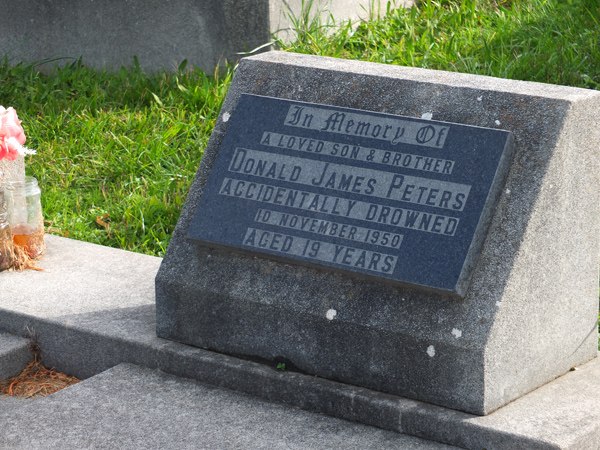 In Memory Of
A LOVED SON & BROTHER
DONALD JAMES PETERS
ACCIDENTALLY DROWNED
10 NOVEMBER 1950
AGED 19 YEARS